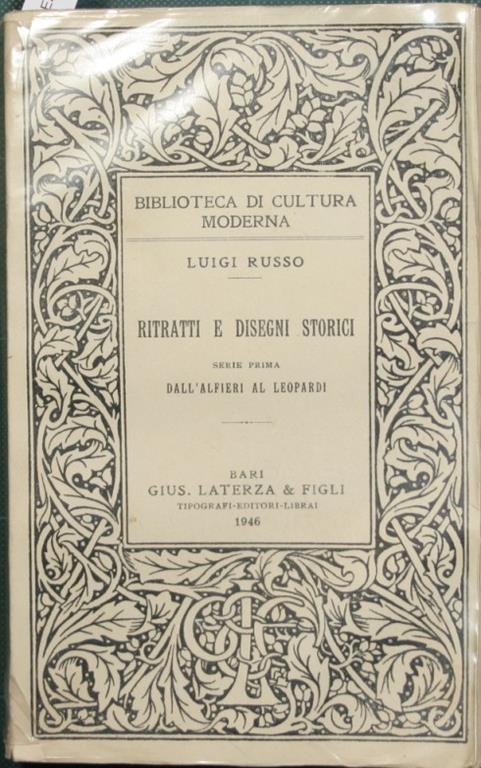 BIBLIOTECA DI CULTURA
MODERNA
LUIGI RUSSO
RITRATTI E DISEGNI STORICI
SERIE PRIMA
DALL'ALFIERI AL LEOPARDI
BARI
GIUS. LATERZA & FIGLI
TIPOGRAFI-EDITORI-LIBRAI
1946